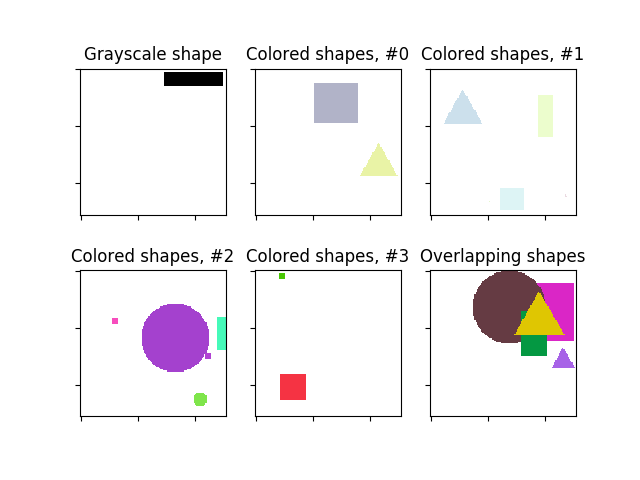 Grayscale shape
Colored shapes, #0
Colored shapes, #1
Colored shapes, #2
Colored shapes, #3
Overlapping shapes